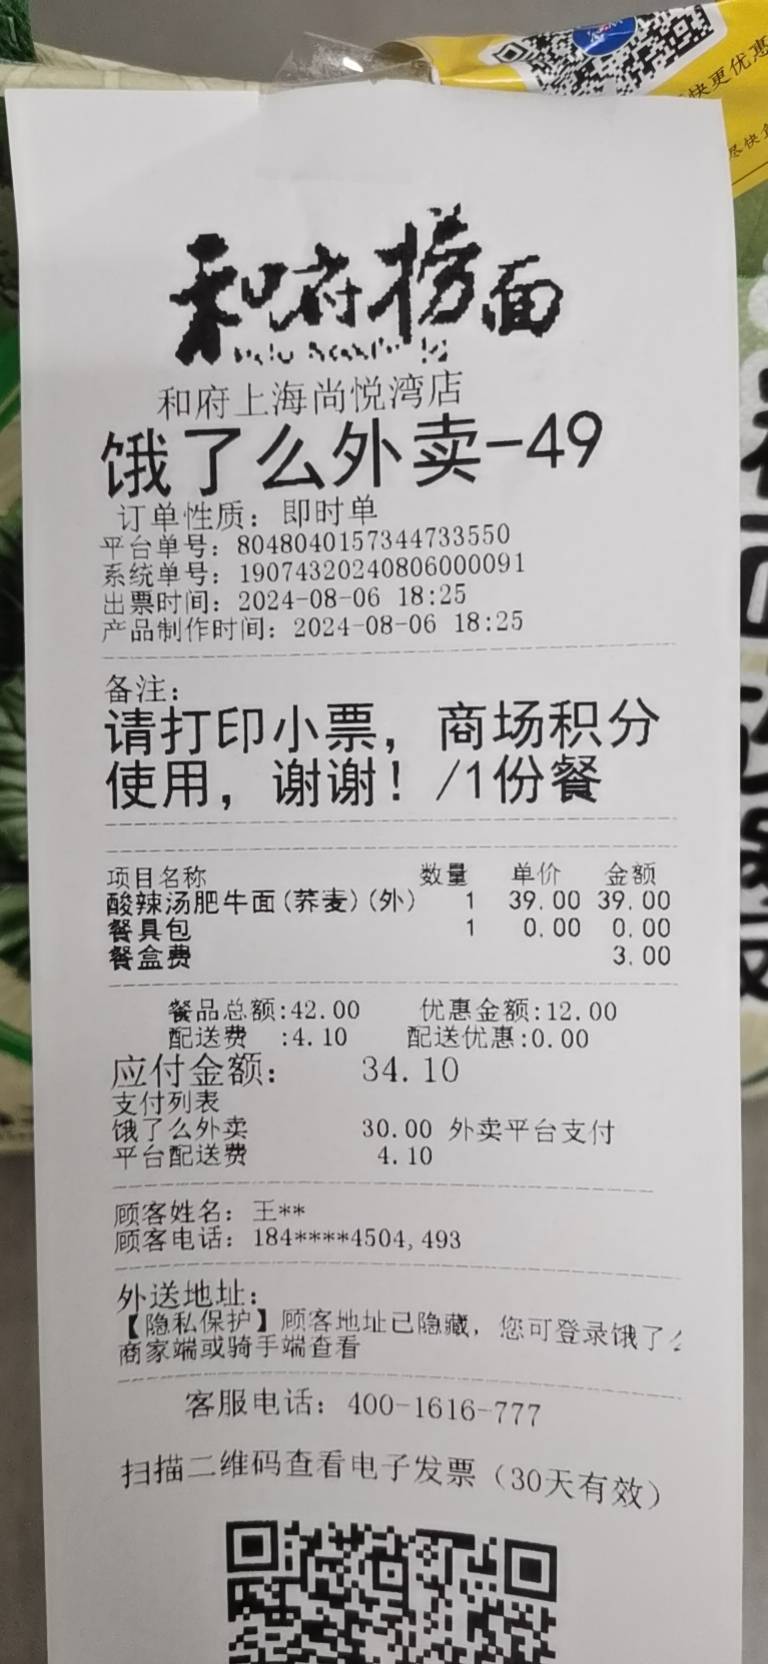 快更优惠
尽快食
和府捞面
和府上海尚悦湾店
饿了么外卖-49
订单性质：即时单
平台单号：8048040157344733550
系统单号：19074320240806000091
出票时间：2024-08-06 18:25
产品制作时间：2024-08-06 18:25
备注：
请打印小票，商场积分
使用，谢谢！/1份餐
项目名称 数量 单价 金额
酸辣汤肥牛面(荞麦)(外) 1 39.00 39.00
餐具包 1 0.00 0.00
餐盒费 3.00
餐品总额:42.00 优惠金额:12.00
配送费 :4.10 配送优惠:0.00
应付金额： 34.10
支付列表
饿了么外卖 30.00 外卖平台支付
平台配送费 4.10
顾客姓名：王**
顾客电话：184****4504,493
外送地址：
【隐私保护】顾客地址已隐藏，您可登录饿了么
商家端或骑手端查看
客服电话：400-1616-777
扫描二维码查看电子发票（30天有效）